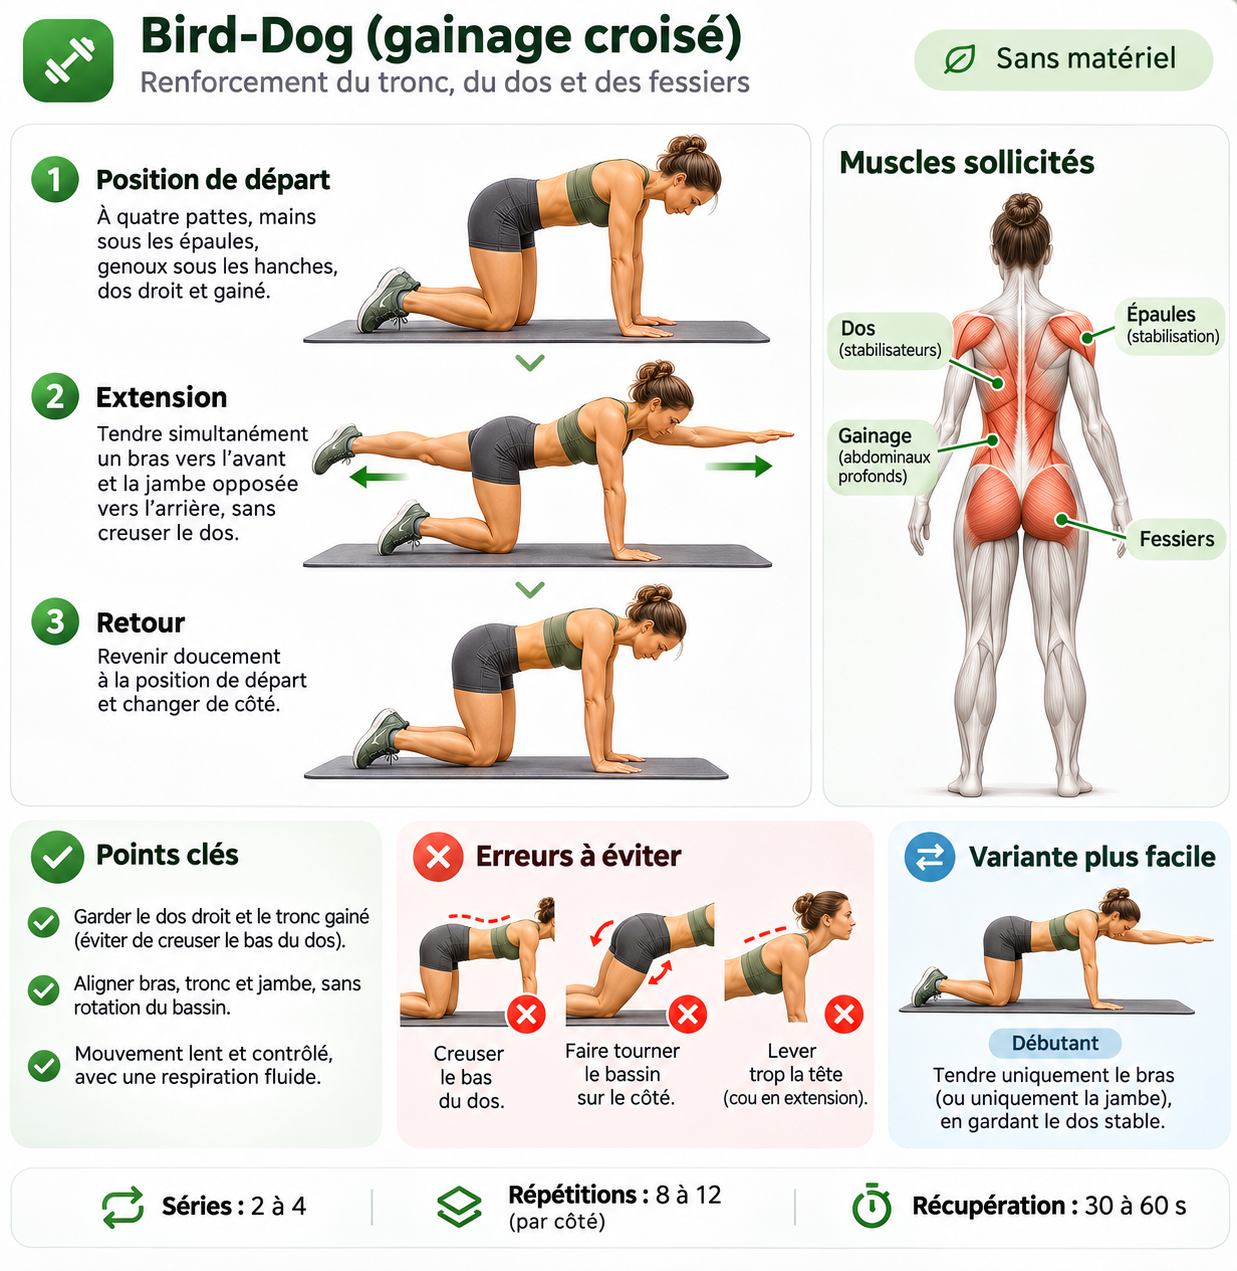 Bird-Dog (gainage croisé)
Renforcement du tronc, du dos et des fessiers
Sans matériel
1
Position de départ
À quatre pattes, mains
sous les épaules,
genoux sous les hanches,
dos droit et gainé.
2
Extension
Tendre simultanément
un bras vers l'avant
et la jambe opposée
vers l'arrière, sans
creuser le dos.
3
Retour
Revenir doucement
à la position de départ
et changer de côté.
Muscles sollicités
Dos
(stabilisateurs)
Épaules
(stabilisation)
Gainage
(abdominaux
profonds)
Fessiers
Points clés
Garder le dos droit et le tronc gainé
(éviter de creuser le bas du dos).
Aligner bras, tronc et jambe, sans
rotation du bassin.
Mouvement lent et contrôlé,
avec une respiration fluide.
Erreurs à éviter
Creuser
le bas
du dos.
Faire tourner
le bassin
sur le côté.
Lever
trop la tête
(cou en extension).
Variante plus facile
Débutant
Tendre uniquement le bras
(ou uniquement la jambe),
en gardant le dos stable.
Séries : 2 à 4
Répétitions : 8 à 12
(par côté)
Récupération : 30 à 60 s